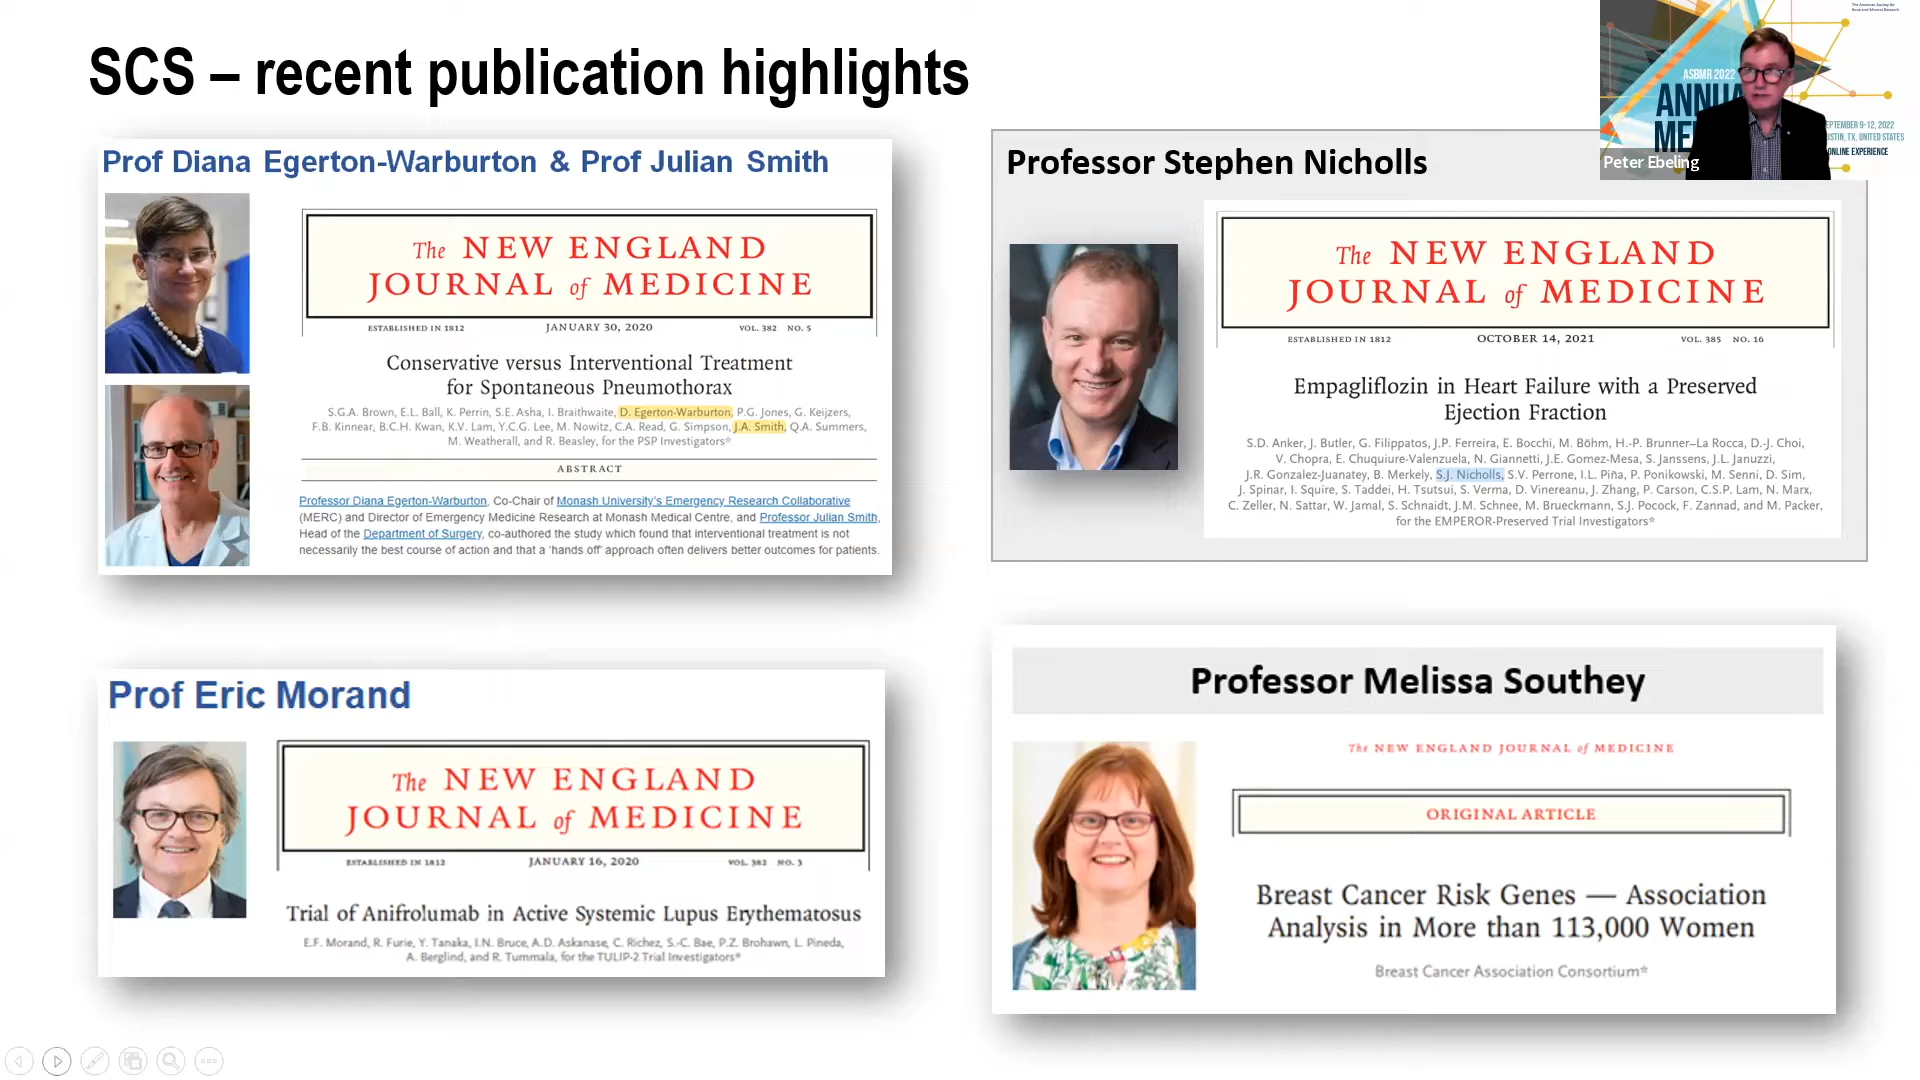 SCS – recent publication highlights
Prof Diana Egerton-Warburton & Prof Julian Smith
The NEW ENGLAND
JOURNAL of MEDICINE
ESTABLISHED IN 1812 JANUARY 30, 2020 VOL. 382 NO. 5
Conservative versus Interventional Treatment
for Spontaneous Pneumothorax
S.G.A. Brown, E.L. Ball, K. Perrin, S.E. Asha, I. Braithwaite, D. Egerton-Warburton, P.G. Jones, G. Keijzers,
F.B. Kinnear, B.C.H. Kwan, K.V. Lam, Y.C.G. Lee, M. Nowitz, C.A. Read, G. Simpson, J.A. Smith, Q.A. Summers,
M. Weatherall, and R. Beasley, for the PSP Investigators*
ABSTRACT
Professor Diana Egerton-Warburton, Co-Chair of Monash University's Emergency Research Collaborative
(MERC) and Director of Emergency Medicine Research at Monash Medical Centre, and Professor Julian Smith,
Head of the Department of Surgery, co-authored the study which found that interventional treatment is not
necessarily the best course of action and that a 'hands off' approach often delivers better outcomes for patients.
Professor Stephen Nicholls
The NEW ENGLAND
JOURNAL of MEDICINE
ESTABLISHED IN 1812 OCTOBER 14, 2021 VOL. 385 NO. 16
Empagliflozin in Heart Failure with a Preserved
Ejection Fraction
S.D. Anker, J. Butler, G. Filippatos, J.P. Ferreira, E. Bocchi, M. Böhm, H.-P. Brunner–La Rocca, D.-J. Choi,
V. Chopra, E. Chuquiure-Valenzuela, N. Giannetti, J.E. Gomez-Mesa, S. Janssens, J.L. Januzzi,
J.R. Gonzalez-Juanatey, B. Merkely, S.J. Nicholls, S.V. Perrone, I.L. Piña, P. Ponikowski, M. Senni, D. Sim,
J. Spinar, I. Squire, S. Taddei, H. Tsutsui, S. Verma, D. Vinereanu, J. Zhang, P. Carson, C.S.P. Lam, N. Marx,
C. Zeller, N. Sattar, W. Jamal, S. Schnaidt, J.M. Schnee, M. Brueckmann, S.J. Pocock, F. Zannad, and M. Packer,
for the EMPEROR-Preserved Trial Investigators*
The American Society for
Bone and Mineral Research
ASBMR 2022
ANNUA
ME
EPTEMBER 9-12, 2022
USTIN, TX, UNITED STATES
ONLINE EXPERIENCE
Peter Ebeling
Prof Eric Morand
The NEW ENGLAND
JOURNAL of MEDICINE
ESTABLISHED IN 1812 JANUARY 16, 2020 VOL. 382 NO. 3
Trial of Anifrolumab in Active Systemic Lupus Erythematosus
E.F. Morand, R. Furie, Y. Tanaka, I.N. Bruce, A.D. Askanase, C. Richez, S.-C. Bae, P.Z. Brohawn, L. Pineda,
A. Berglind, and R. Tummala, for the TULIP-2 Trial Investigators*
Professor Melissa Southey
The NEW ENGLAND JOURNAL of MEDICINE
ORIGINAL ARTICLE
Breast Cancer Risk Genes — Association
Analysis in More than 113,000 Women
Breast Cancer Association Consortium*